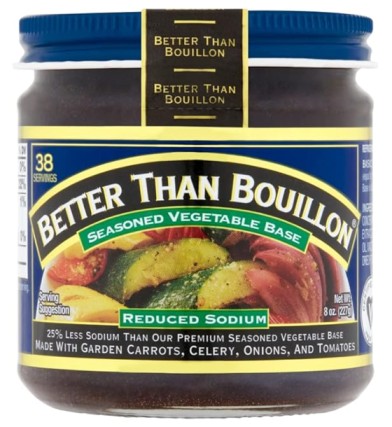 BETTER THAN
BOUILLON
BETTER THAN
BOUILLON
38
SERVINGS
BETTER THAN BOUILLON®
SEASONED VEGETABLE BASE
Serving
Suggestion
Net Wt.
8 oz. (227g)
REDUCED SODIUM
25% LESS SODIUM THAN OUR PREMIUM SEASONED VEGETABLE BASE
MADE WITH GARDEN CARROTS, CELERY, ONIONS, AND TOMATOES